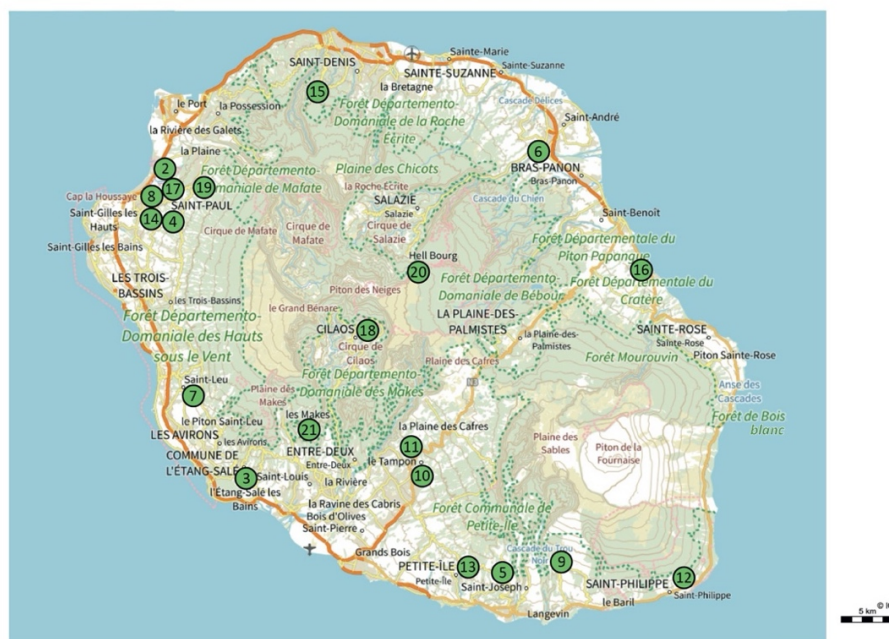 Sainte-Marie
SAINT-DENIS
SAINTE-SUZANNE
Sainte-Suzanne
la Bretagne
15
Cascade Délices
le Port
la Possession
Forêt Départemento-
Domaniale de la Roche
Écrite
Saint-André
la Rivière des Galets
la Plaine
6
BRAS-PANON
Bras-Panon
2
Forêt Départemento-
Domaniale de Mafate
Plaine des Chicots
17
19
8
Cap la Houssaye
SAINT-PAUL
la Roche Ecrite
SALAZIE
Salazie
Cascade du Chien
Saint-Benoît
14
4
Saint-Gilles les
Hauts
Cirque de Mafate
Cirque de
Mafate
Cirque de
Salazie
Saint-Gilles les Bains
Forêt Départementale du
Piton Papangue
Hell Bourg
20
16
LES TROIS-
BASSINS
les Trois-Bassins
Piton des Neiges
Forêt Départemento-
Domaniale de Bébour
Forêt Départementale du
Cratère
le Grand Bénare
LA PLAINE-DES-
PALMISTES
la Plaine-des-
Palmistes
Forêt Départemento-
Domaniale des Hauts
sous le Vent
CILAOS
18
Cirque de
Cilaos
SAINTE-ROSE
Sainte-Rose
Piton Sainte-Rose
Plaine des Cafres
Forêt Mourouvin
Forêt Départemento-
Domaniale des Makes
Saint-Leu
7
Plaine des
Makes
N3
Anse des
Cascades
Forêt de Bois
blanc
le Piton Saint-Leu
les Makes
21
la Plaine des Cafres
LES AVIRONS
les Avirons
11
Plaine des
Sables
Piton de la
Fournaise
COMMUNE DE
L'ÉTANG-SALÉ
ENTRE-DEUX
Entre-Deux
le Tampon
10
3
Saint-Louis
la Rivière
l'Étang-Salé les
Bains
la Ravine des Cabris
Bois d'Olives
Saint-Pierre
Forêt Communale de
Petite-Île
Grands Bois
Cascade du Trou
Noir
PETITE-ÎLE
Petite-Île
13
5
9
12
Saint-Joseph
SAINT-PHILIPPE
Saint-Philippe
le Baril
Langevin
5 km